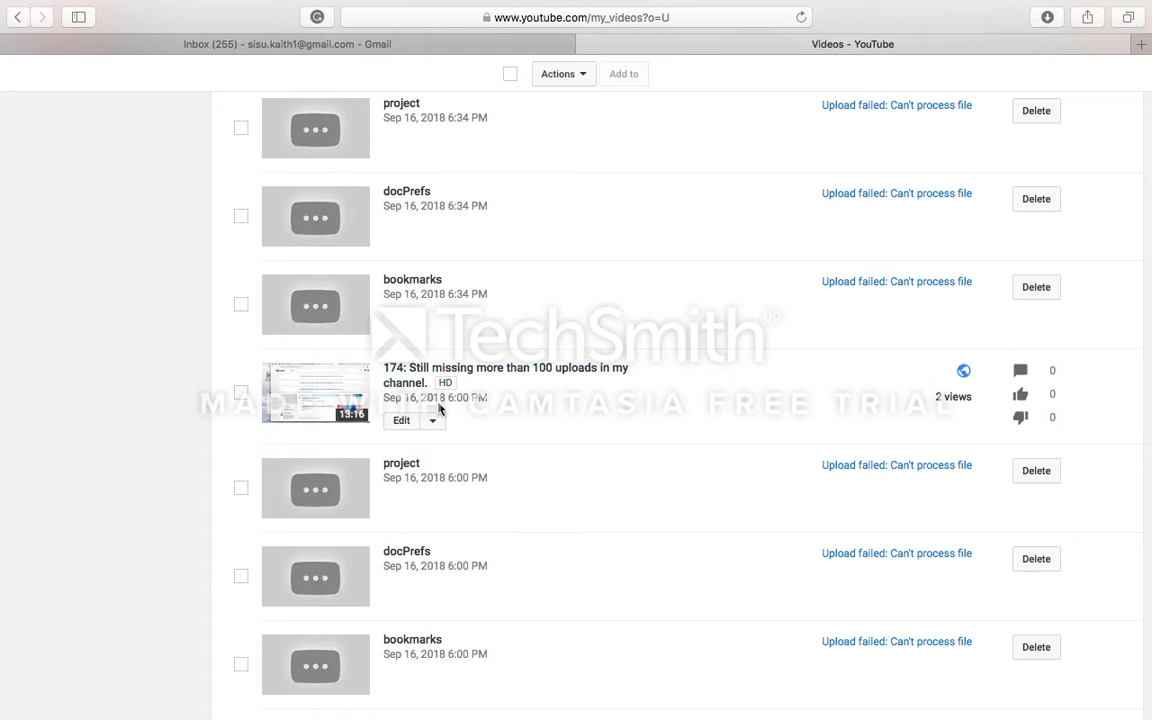 www.youtube.com/my_videos?o=U
Inbox (255) - sisu.kaith1@gmail.com - Gmail
Videos - YouTube
Actions
Add to
project
Sep 16, 2018 6:34 PM
Upload failed: Can't process file
Delete
docPrefs
Sep 16, 2018 6:34 PM
Upload failed: Can't process file
Delete
bookmarks
Sep 16, 2018 6:34 PM
Upload failed: Can't process file
Delete
TechSmith®
MADE WITH CAMTASIA FREE TRIAL
174: Still missing more than 100 uploads in my
channel. HD
Sep 16, 2018 6:00 PM
13:16
Edit
2 views
0
0
0
project
Sep 16, 2018 6:00 PM
Upload failed: Can't process file
Delete
docPrefs
Sep 16, 2018 6:00 PM
Upload failed: Can't process file
Delete
bookmarks
Sep 16, 2018 6:00 PM
Upload failed: Can't process file
Delete